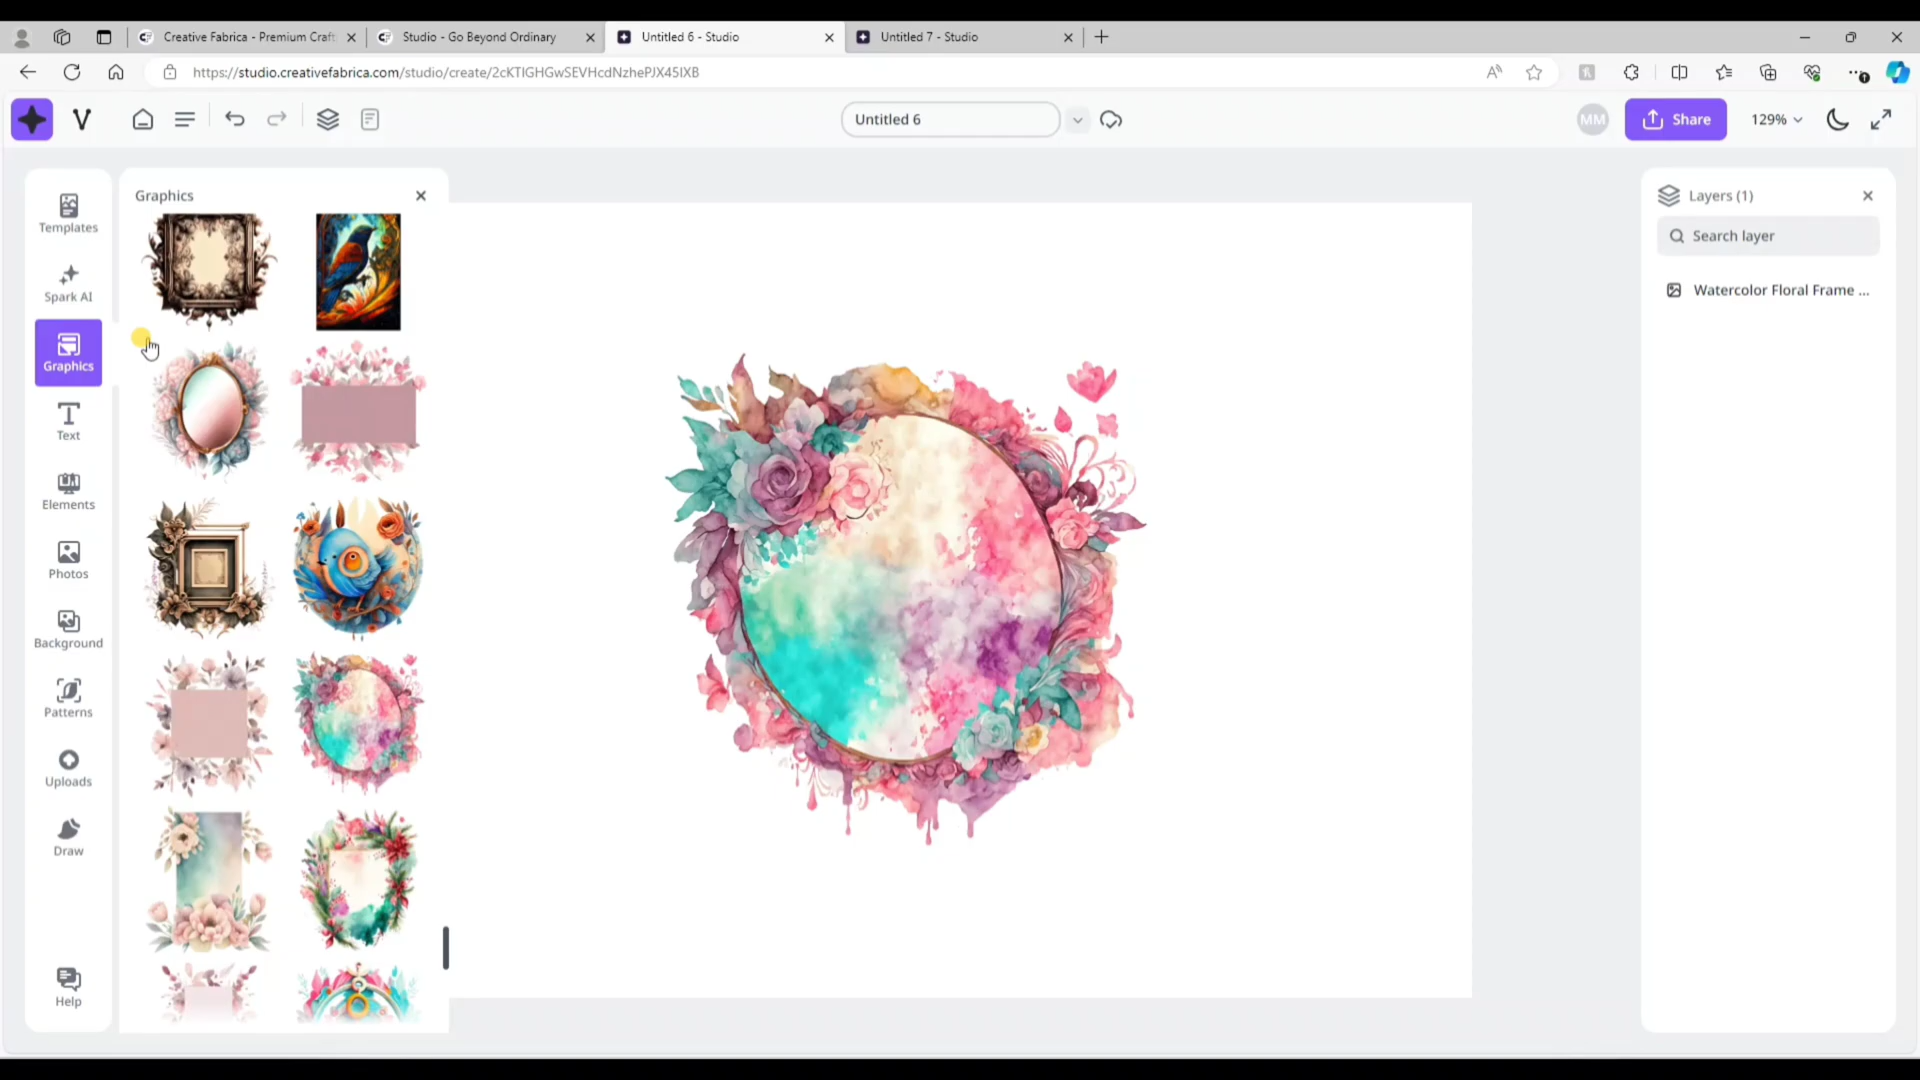 Creative Fabrica - Premium Craft
Studio - Go Beyond Ordinary
Untitled 6 - Studio
Untitled 7 - Studio
https://studio.creativefabrica.com/studio/create/2cKTIGHGwSEVHcdNzhePJX45IXB
Untitled 6
MM
Share
129%
Templates
Spark AI
Graphics
Text
Elements
Photos
Background
Patterns
Uploads
Draw
Help
Graphics
Layers (1)
Search layer
Watercolor Floral Frame ...